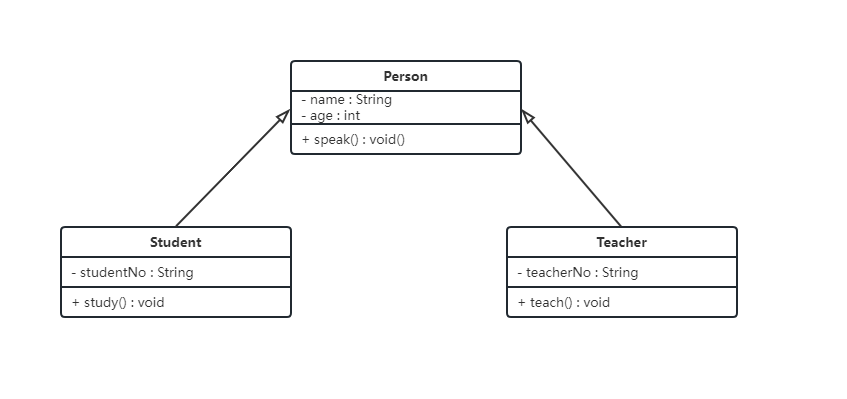 Person
- name : String
- age : int
+ speak() : void()
Student
- studentNo : String
+ study() : void
Teacher
- teacherNo : String
+ teach() : void